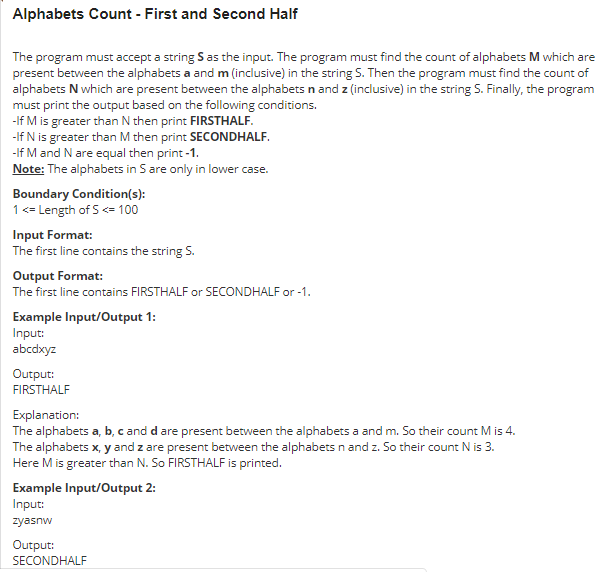 Alphabets Count - First and Second Half
The program must accept a string S as the input. The program must find the count of alphabets M which are
present between the alphabets a and m (inclusive) in the string S. Then the program must find the count of
alphabets N which are present between the alphabets n and z (inclusive) in the string S. Finally, the program
must print the output based on the following conditions.
-If M is greater than N then print FIRSTHALF.
-If N is greater than M then print SECONDHALF.
-If M and N are equal then print -1.
Note: The alphabets in S are only in lower case.
Boundary Condition(s):
1 <= Length of S <= 100
Input Format:
The first line contains the string S.
Output Format:
The first line contains FIRSTHALF or SECONDHALF or -1.
Example Input/Output 1:
Input:
abcdxyz
Output:
FIRSTHALF
Explanation:
The alphabets a, b, c and d are present between the alphabets a and m. So their count M is 4.
The alphabets x, y and z are present between the alphabets n and z. So their count N is 3.
Here M is greater than N. So FIRSTHALF is printed.
Example Input/Output 2:
Input:
zyasnw
Output:
SECONDHALF